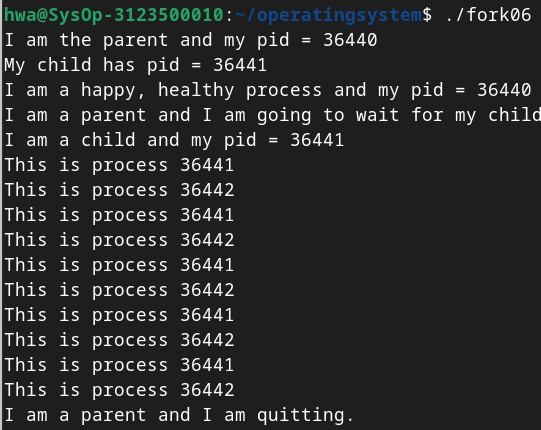 hwa@SysOp-3123500010:~/operatingsystem$ ./fork06
I am the parent and my pid = 36440
My child has pid = 36441
I am a happy, healthy process and my pid = 36440
I am a parent and I am going to wait for my child
I am a child and my pid = 36441
This is process 36441
This is process 36442
This is process 36441
This is process 36442
This is process 36441
This is process 36442
This is process 36441
This is process 36442
This is process 36441
This is process 36442
I am a parent and I am quitting.